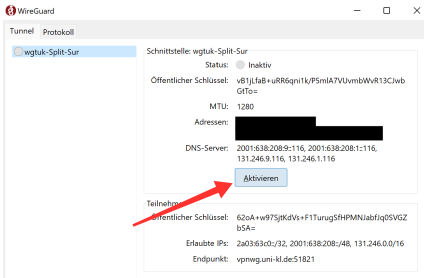 WireGuard
Tunnel Protokoll
wgtuk-Split-Sur
Schnittstelle: wgtuk-Split-Sur
Status: Inaktiv
Öffentlicher Schlüssel: vB1jLfaB+uRR6qni1k/P5mlA7VUvmbWvR13CJwb
GtTo=
MTU: 1280
Adressen:
DNS-Server: 2001:638:208:9::116, 2001:638:208:1::116,
131.246.9.116, 131.246.1.116
Aktivieren
Teilnehme
Öffentlicher Schlüssel: 62oA+w97SjtKdVs+F1TurugSfHPMNJabfJq0SVGZ
bSA=
Erlaubte IPs: 2a03:63c0::/32, 2001:638:208::/48, 131.246.0.0/16
Endpunkt: vpnwg.uni-kl.de:51821